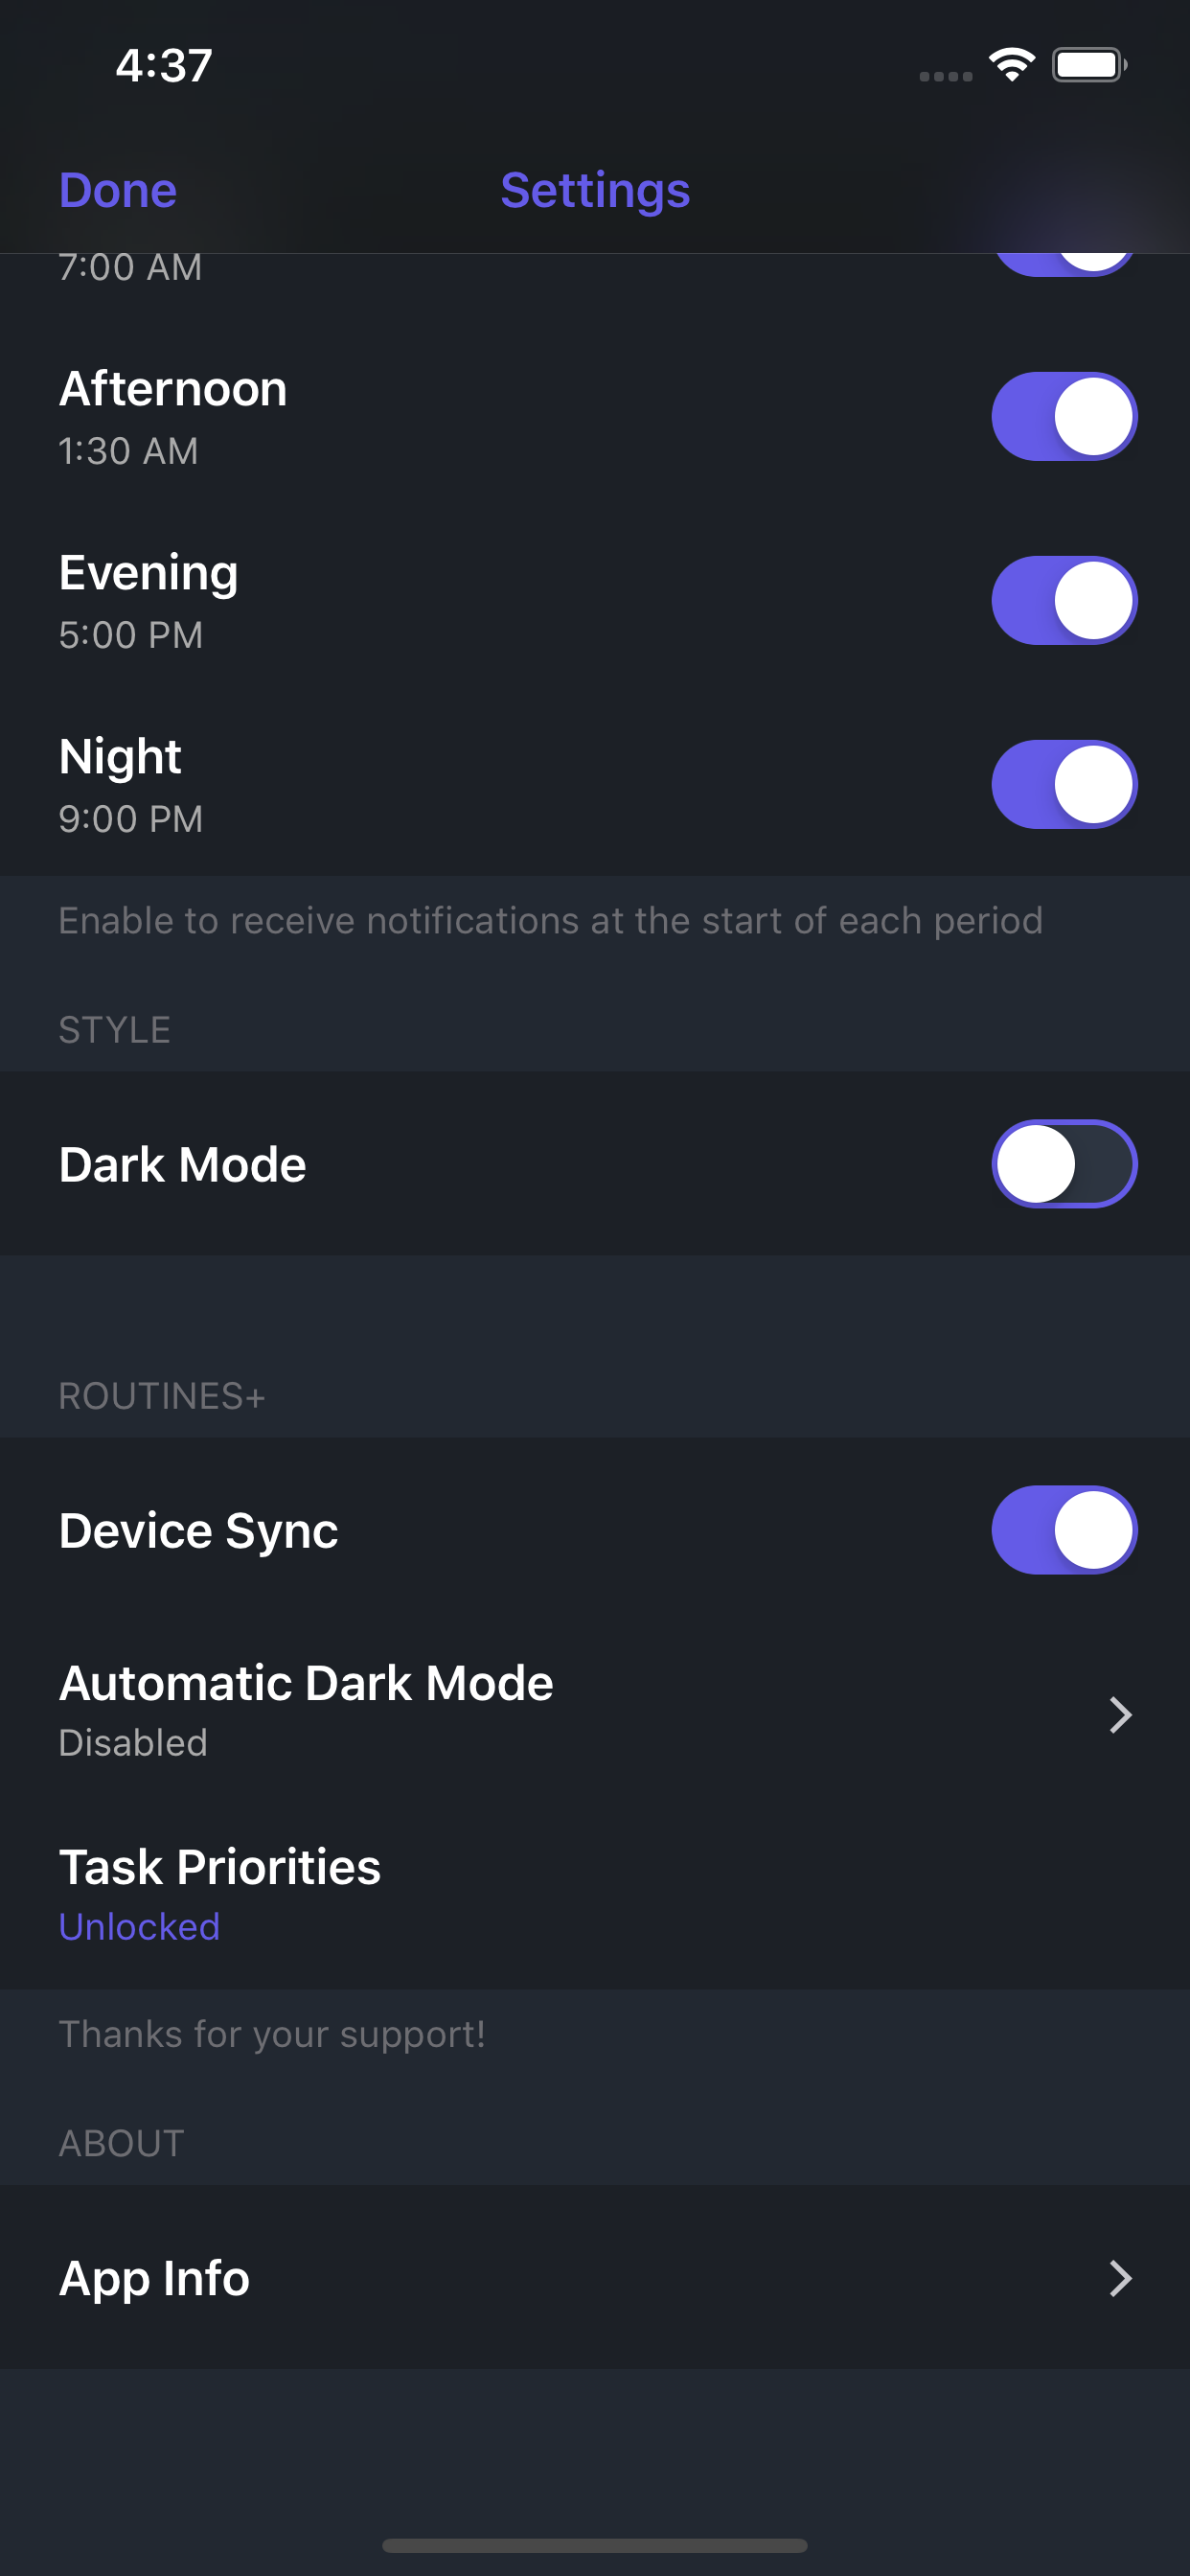 4:37
Done
Settings
7:00 AM
Afternoon
1:30 AM
Evening
5:00 PM
Night
9:00 PM
Enable to receive notifications at the start of each period
STYLE
Dark Mode
ROUTINES+
Device Sync
Automatic Dark Mode
Disabled
Task Priorities
Unlocked
Thanks for your support!
ABOUT
App Info